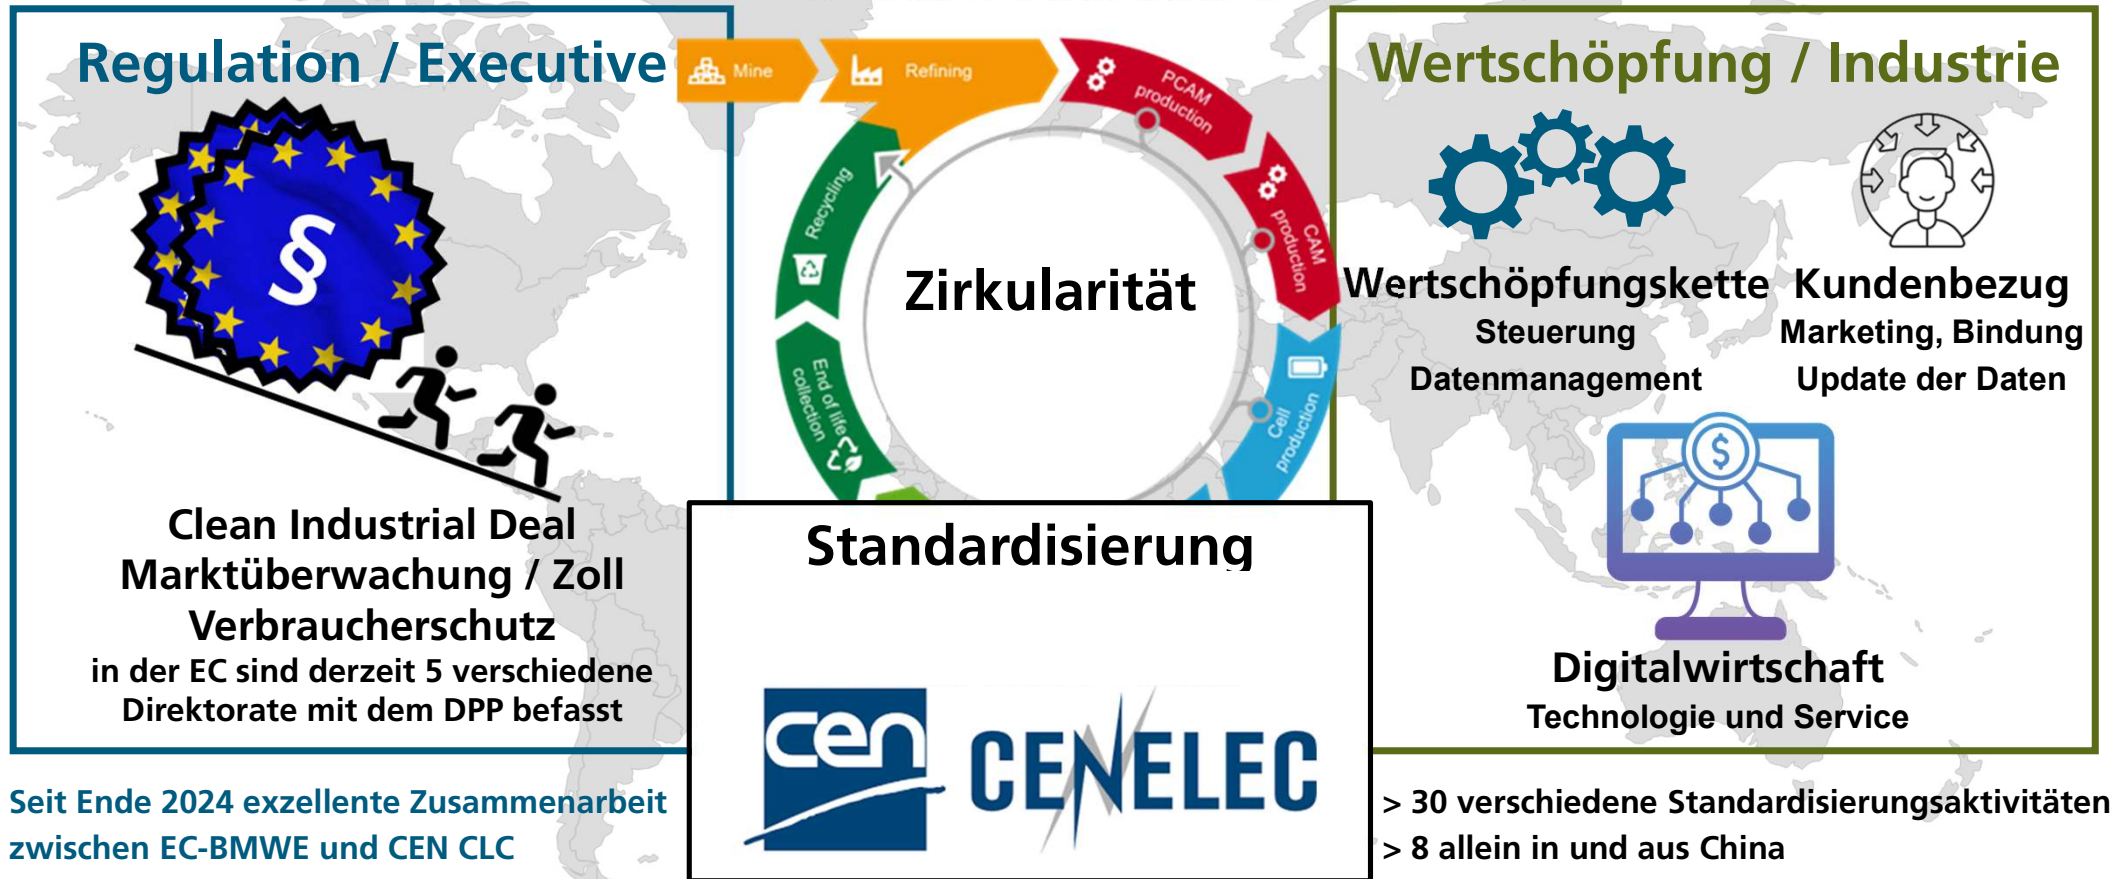 Regulation / Executive
Clean Industrial Deal
Marktüberwachung / Zoll
Verbraucherschutz
in der EC sind derzeit 5 verschiedene
Direktorate mit dem DPP befasst
Seit Ende 2024 exzellente Zusammenarbeit
zwischen EC-BMWE und CEN CLC
§
Mine
Refining
PCAM
production
CAM
production
Cell
production
End of life
collection
Recycling
Zirkularität
Standardisierung
cen
CENELEC
Wertschöpfung / Industrie
Wertschöpfungskette
Steuerung
Datenmanagement
Kundenbezug
Marketing, Bindung
Update der Daten
$
Digitalwirtschaft
Technologie und Service
> 30 verschiedene Standardisierungsaktivitäten
> 8 allein in und aus China